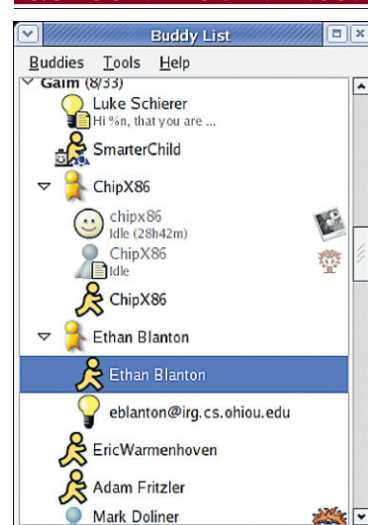 Buddy List
Buddies Tools Help
Gaim (8/33)
Luke Schierer
Hi %n, that you are ...
SmarterChild
ChipX86
chipx86
Idle (28h42m)
ChipX86
Idle
ChipX86
Ethan Blanton
Ethan Blanton
eblanton@irg.cs.ohiou.edu
EricWarmenhoven
Adam Fritzler
Mark Doliner